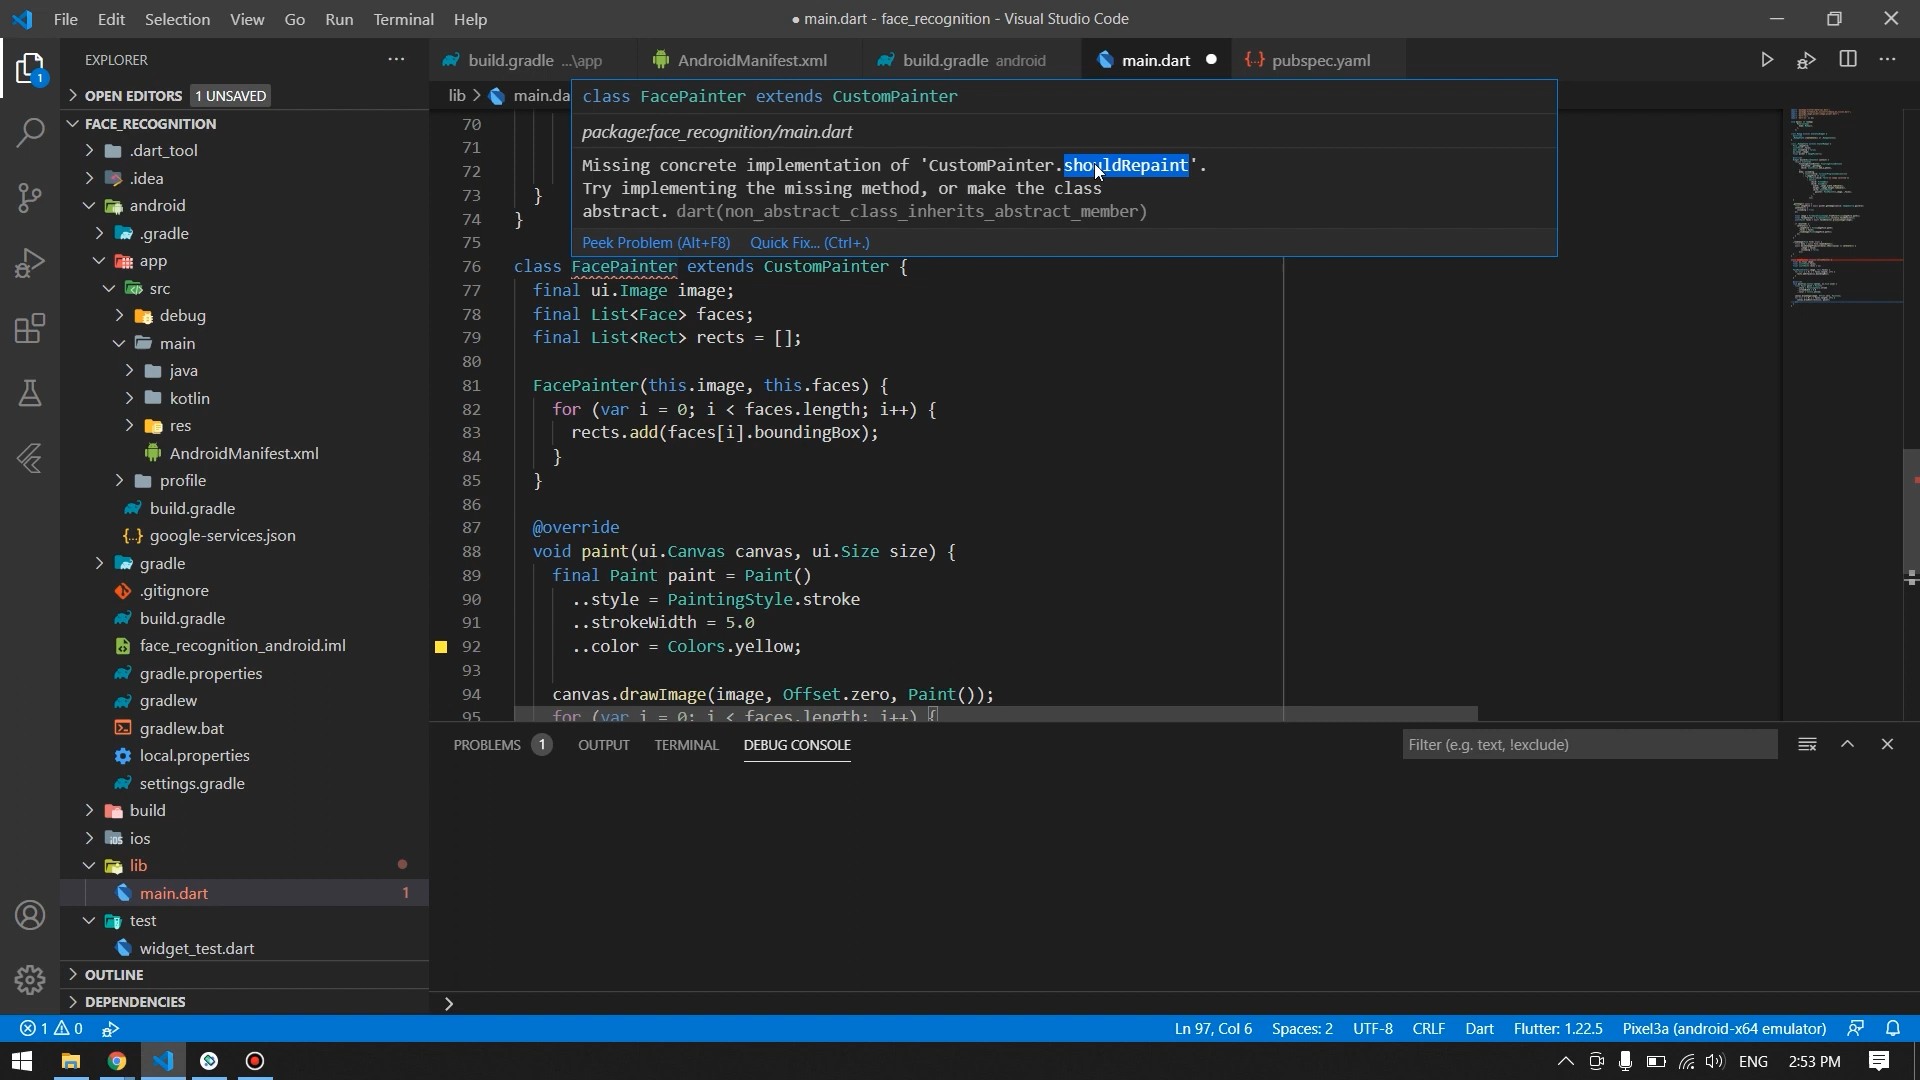 File Edit Selection View Go Run Terminal Help
● main.dart - face_recognition - Visual Studio Code
EXPLORER
build.gradle ...\app
AndroidManifest.xml
build.gradle android
main.dart
pubspec.yaml
OPEN EDITORS 1 UNSAVED
FACE_RECOGNITION
.dart_tool
.idea
android
.gradle
app
src
debug
main
java
kotlin
res
AndroidManifest.xml
profile
build.gradle
google-services.json
gradle
.gitignore
build.gradle
face_recognition_android.iml
gradle.properties
gradlew
gradlew.bat
local.properties
settings.gradle
build
ios
lib
main.dart 1
test
widget_test.dart
OUTLINE
DEPENDENCIES
lib > main.da
class FacePainter extends CustomPainter
package:face_recognition/main.dart
Missing concrete implementation of 'CustomPainter.shouldRepaint'.
Try implementing the missing method, or make the class
abstract. dart(non_abstract_class_inherits_abstract_member)
Peek Problem (Alt+F8) Quick Fix... (Ctrl+.)
70
71
72
73 }
74 }
75
76 class FacePainter extends CustomPainter {
77 final ui.Image image;
78 final List<Face> faces;
79 final List<Rect> rects = [];
80
81 FacePainter(this.image, this.faces) {
82 for (var i = 0; i < faces.length; i++) {
83 rects.add(faces[i].boundingBox);
84 }
85 }
86
87 @override
88 void paint(ui.Canvas canvas, ui.Size size) {
89 final Paint paint = Paint()
90 ..style = PaintingStyle.stroke
91 ..strokeWidth = 5.0
92 ..color = Colors.yellow;
93
94 canvas.drawImage(image, Offset.zero, Paint());
95 for (var i = 0; i < faces.length; i++) {
PROBLEMS 1 OUTPUT TERMINAL DEBUG CONSOLE
Filter (e.g. text, !exclude)
1 0
Ln 97, Col 6 Spaces: 2 UTF-8 CRLF Dart Flutter: 1.22.5 Pixel3a (android-x64 emulator)
ENG 2:53 PM